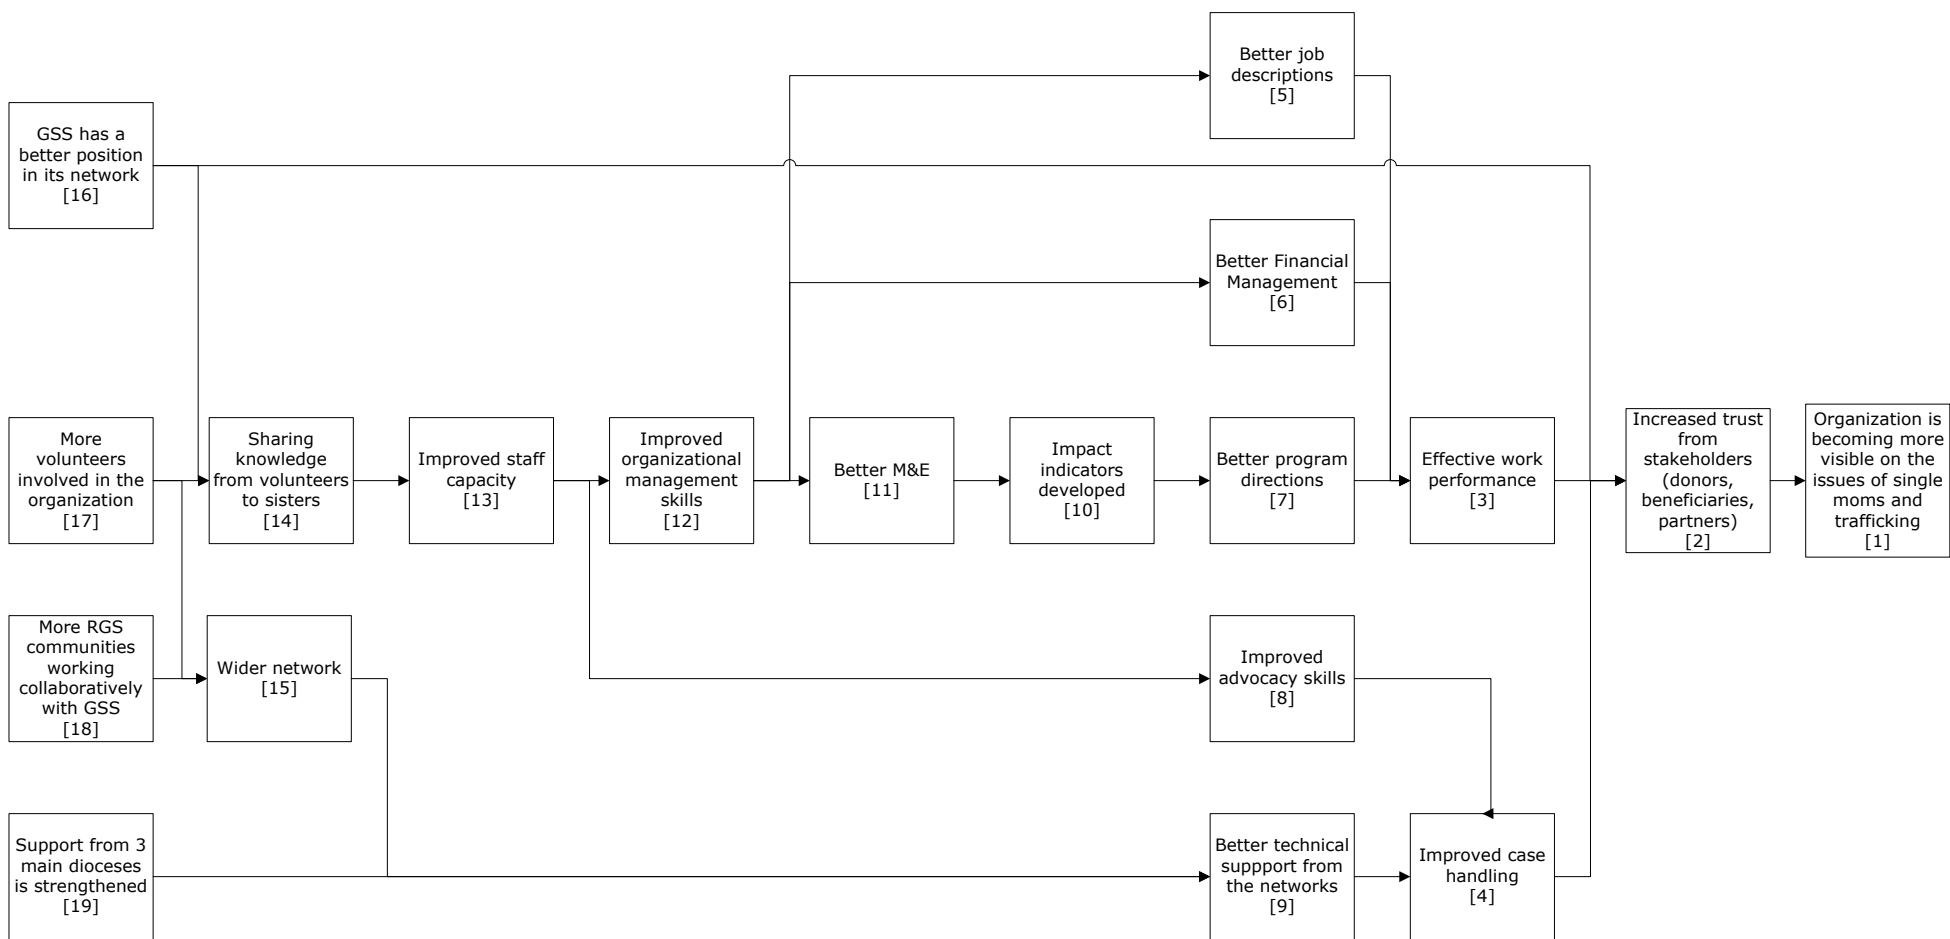 Better job
descriptions
[5]
GSS has a
better position
in its network
[16]
Better Financial
Management
[6]
More
volunteers
involved in the
organization
[17]
Sharing
knowledge
from volunteers
to sisters
[14]
Improved staff
capacity
[13]
Improved
organizational
management
skills
[12]
Better M&E
[11]
Impact
indicators
developed
[10]
Better program
directions
[7]
Effective work
performance
[3]
Increased trust
from
stakeholders
(donors,
beneficiaries,
partners)
[2]
Organization is
becoming more
visible on the
issues of single
moms and
trafficking
[1]
More RGS
communities
working
collaboratively
with GSS
[18]
Wider network
[15]
Improved
advocacy skills
[8]
Support from 3
main dioceses
is strengthened
[19]
Better technical
suppport from
the networks
[9]
Improved case
handling
[4]